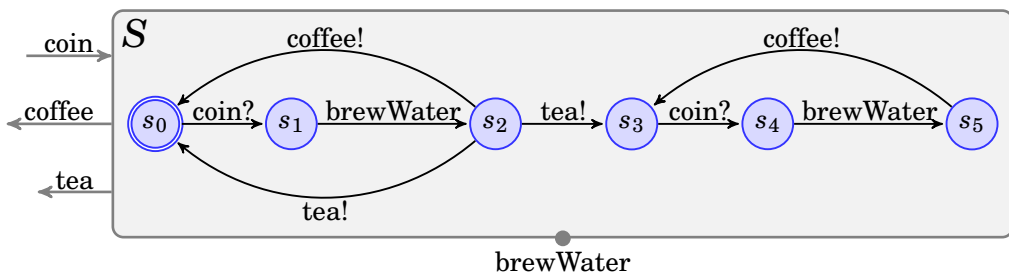 S
coin
coffee
tea
coffee!
coffee!
s0 coin? s1 brewWater s2 tea! s3 coin? s4 brewWater s5
tea!
brewWater